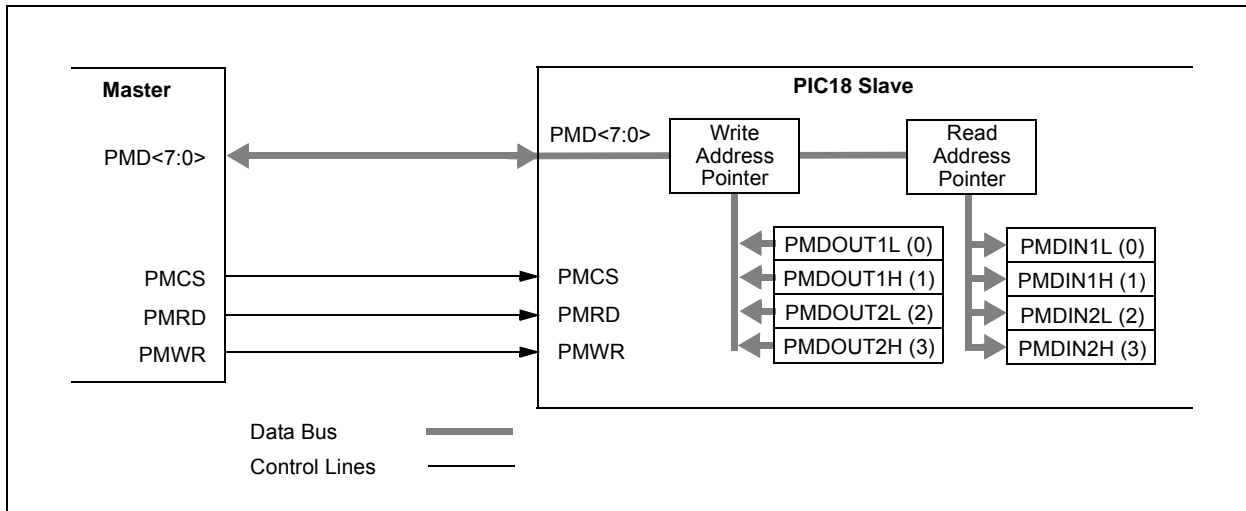 Master
PIC18 Slave
PMD<7:0>
PMD<7:0>
Write
Address
Pointer
Read
Address
Pointer
PMDOUT1L (0)
PMDOUT1H (1)
PMDOUT2L (2)
PMDOUT2H (3)
PMDIN1L (0)
PMDIN1H (1)
PMDIN2L (2)
PMDIN2H (3)
PMCS
PMCS
PMRD
PMRD
PMWR
PMWR
Data Bus
Control Lines